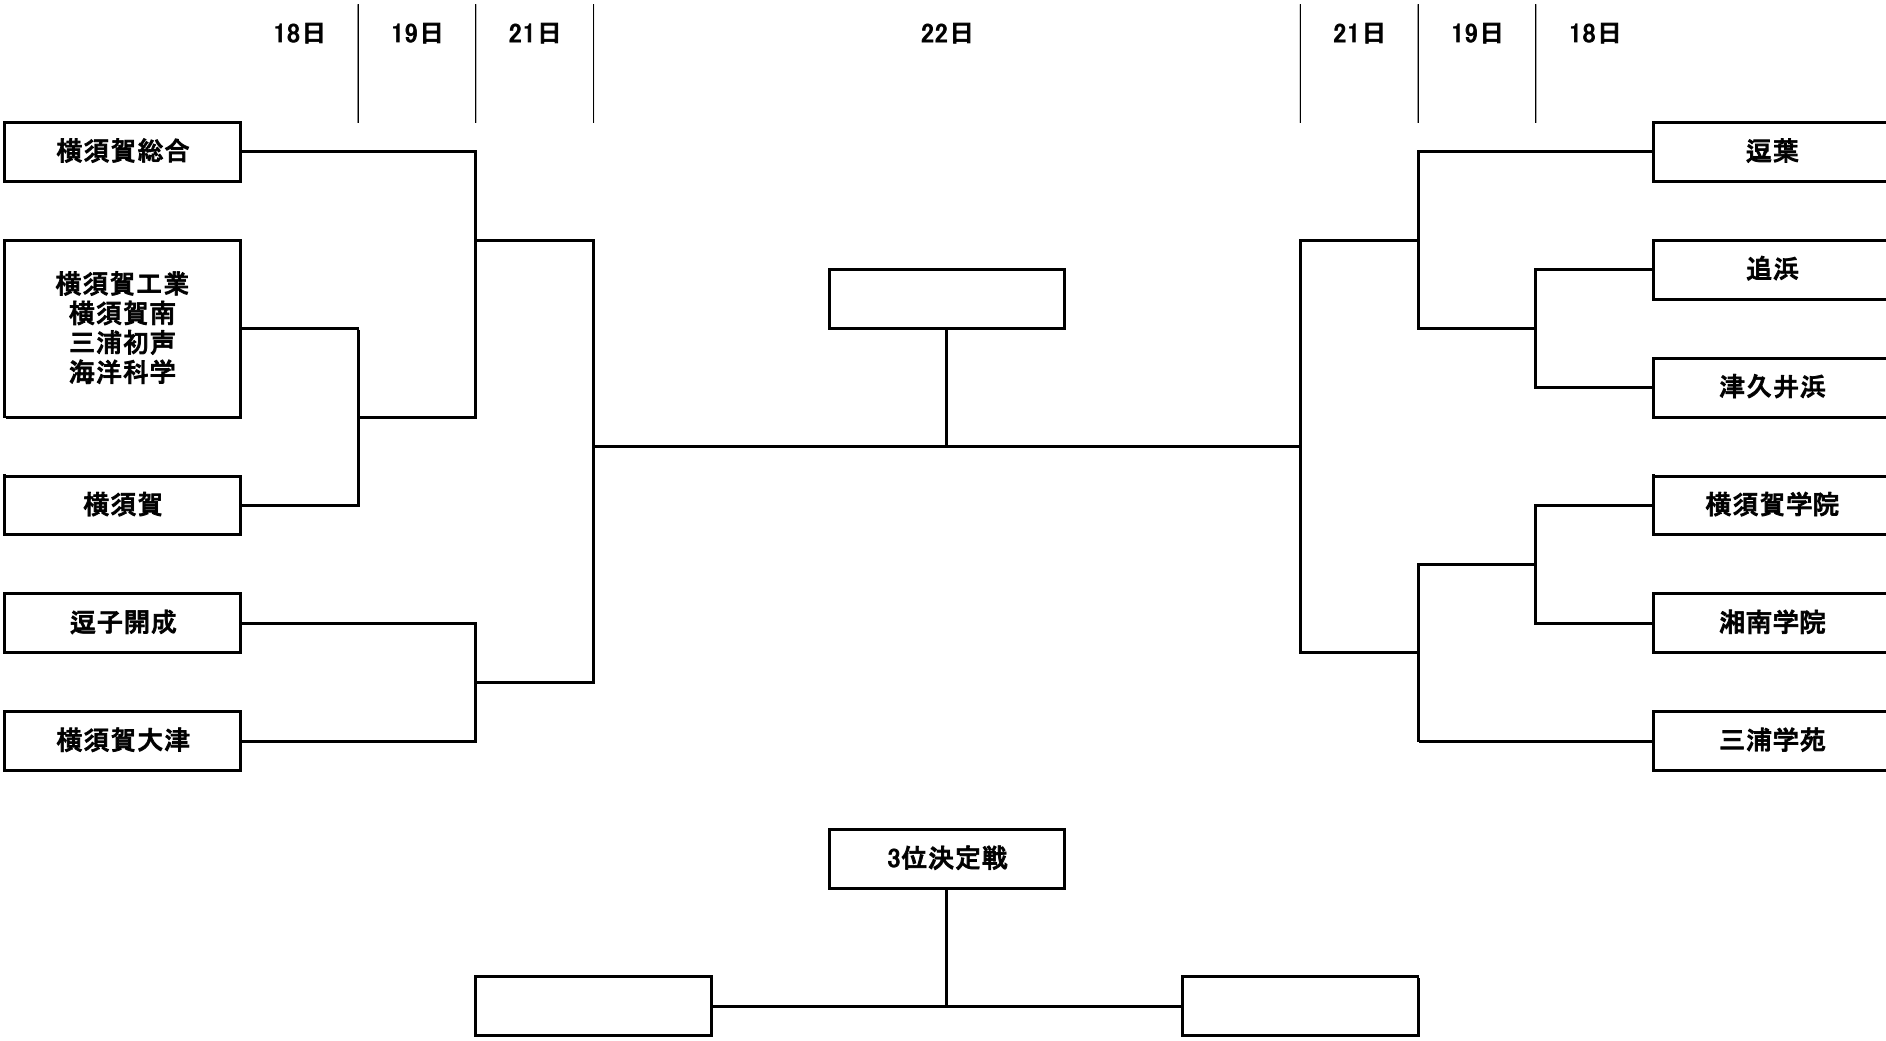 18日 19日 21日 22日 21日 19日 18日
横須賀総合
逗葉
横須賀工業
横須賀南
三浦初声
海洋科学
追浜
津久井浜
横須賀
横須賀学院
逗子開成
湘南学院
横須賀大津
三浦学苑
3位決定戦